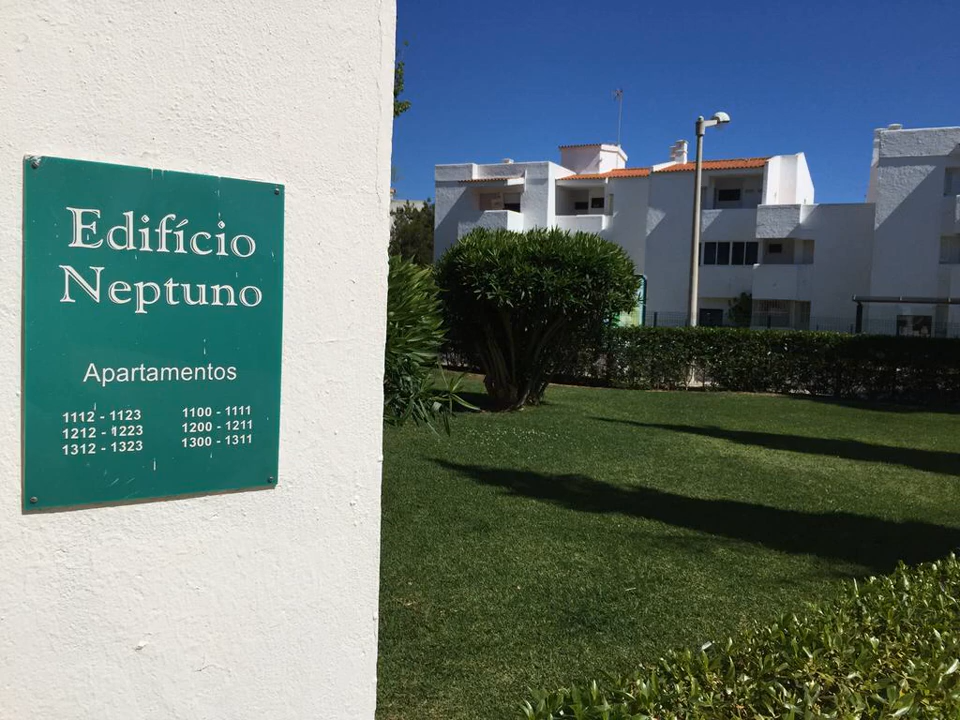 Edifício
Neptuno
Apartamentos
1112 - 1123 1100 - 1111
1212 - 1223 1200 - 1211
1312 - 1323 1300 - 1311